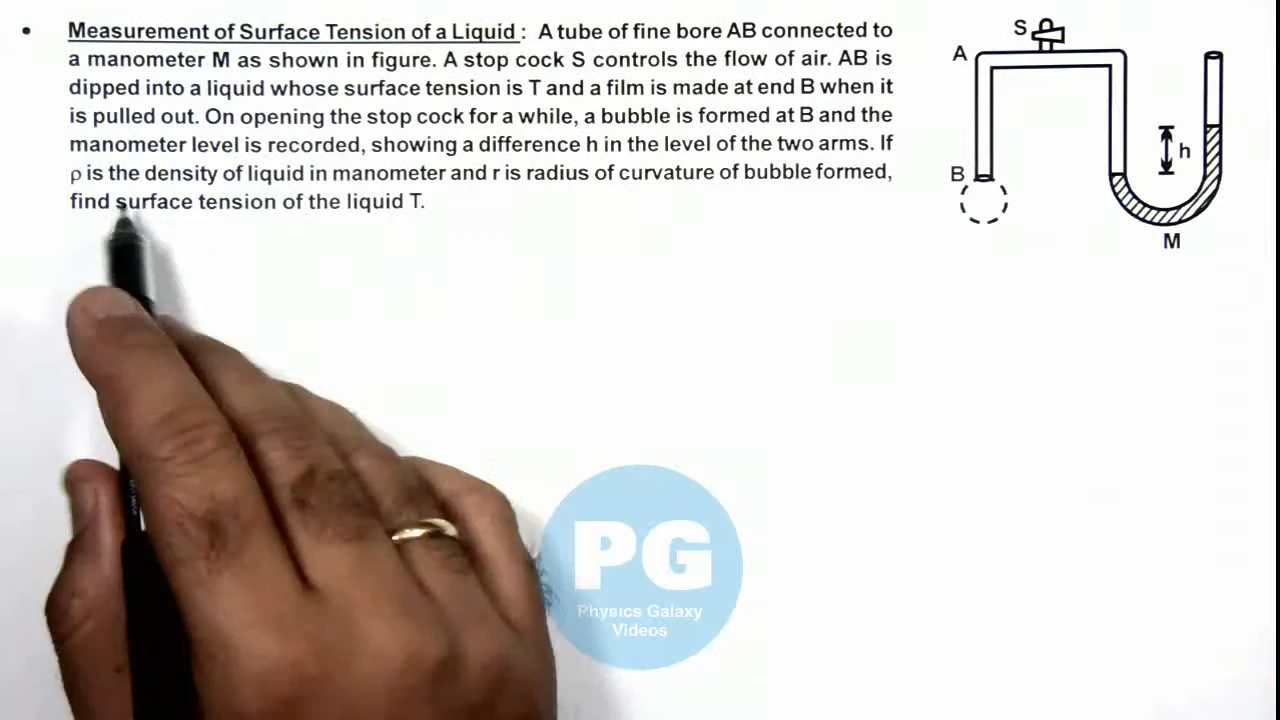 • Measurement of Surface Tension of a Liquid : A tube of fine bore AB connected to
a manometer M as shown in figure. A stop cock S controls the flow of air. AB is
dipped into a liquid whose surface tension is T and a film is made at end B when it
is pulled out. On opening the stop cock for a while, a bubble is formed at B and the
manometer level is recorded, showing a difference h in the level of the two arms. If
ρ is the density of liquid in manometer and r is radius of curvature of bubble formed,
find surface tension of the liquid T.
S
A
h
B
M
PG
Physics Galaxy
Videos